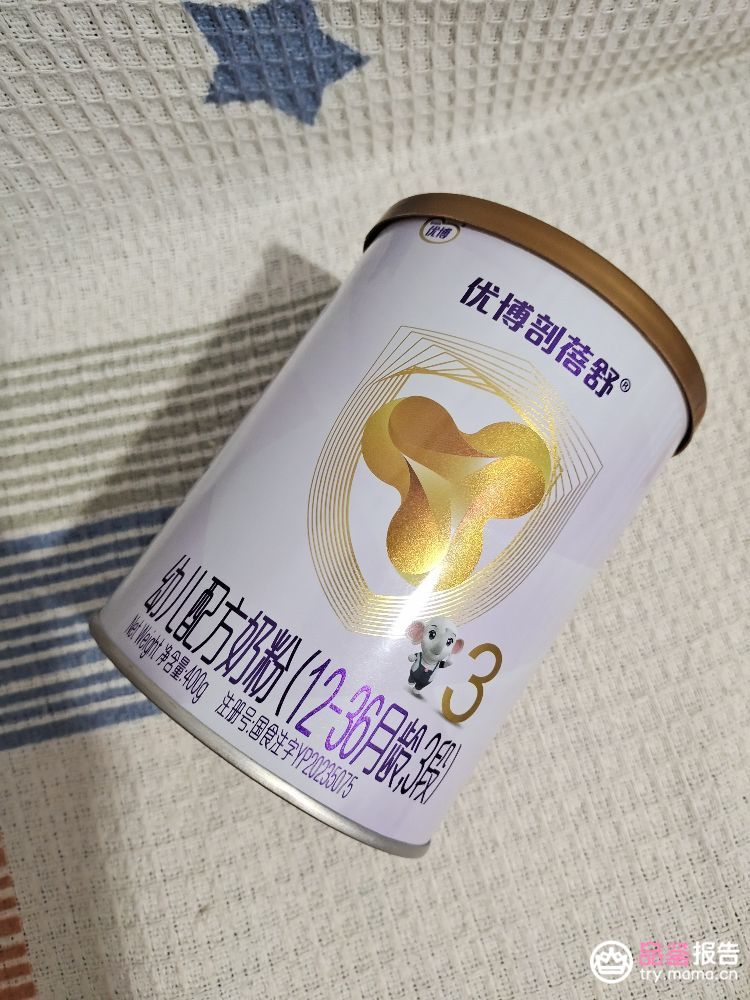 优博
优博剖蓓舒®
3
幼儿配方奶粉(12-36月龄,3段)
Net Weight 净含量:400g
注册号:国食注字YP20235075
品鉴报告
try.mama.cn